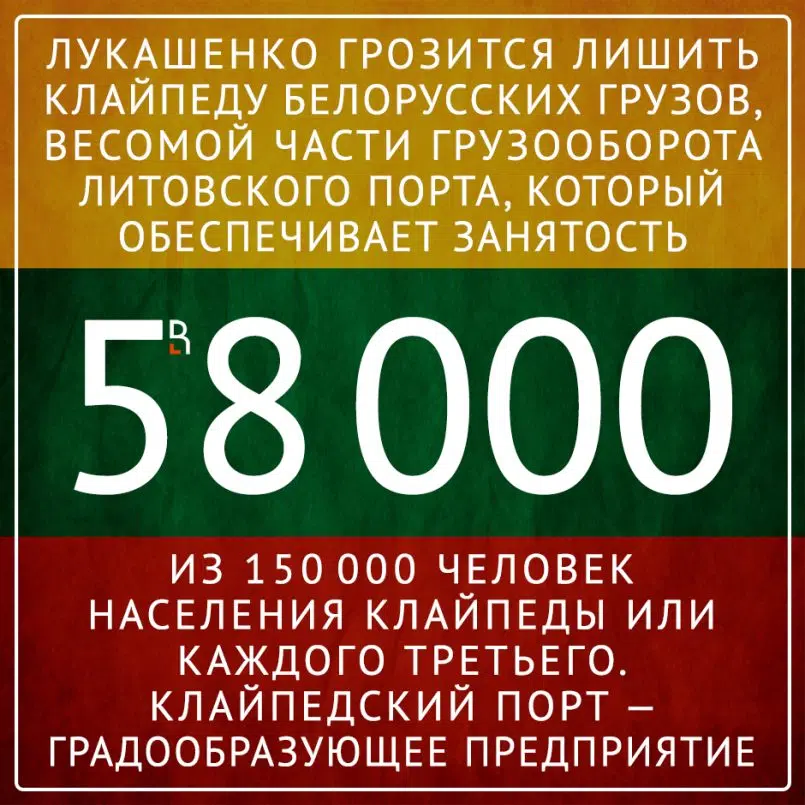 ЛУКАШЕНКО ГРОЗИТСЯ ЛИШИТЬ
КЛАЙПЕДУ БЕЛОРУССКИХ ГРУЗОВ,
ВЕСОМОЙ ЧАСТИ ГРУЗООБОРОТА
ЛИТОВСКОГО ПОРТА, КОТОРЫЙ
ОБЕСПЕЧИВАЕТ ЗАНЯТОСТЬ
58 000
ИЗ 150 000 ЧЕЛОВЕК
НАСЕЛЕНИЯ КЛАЙПЕДЫ ИЛИ
КАЖДОГО ТРЕТЬЕГО.
КЛАЙПЕДСКИЙ ПОРТ —
ГРАДООБРАЗУЮЩЕЕ ПРЕДПРИЯТИЕ